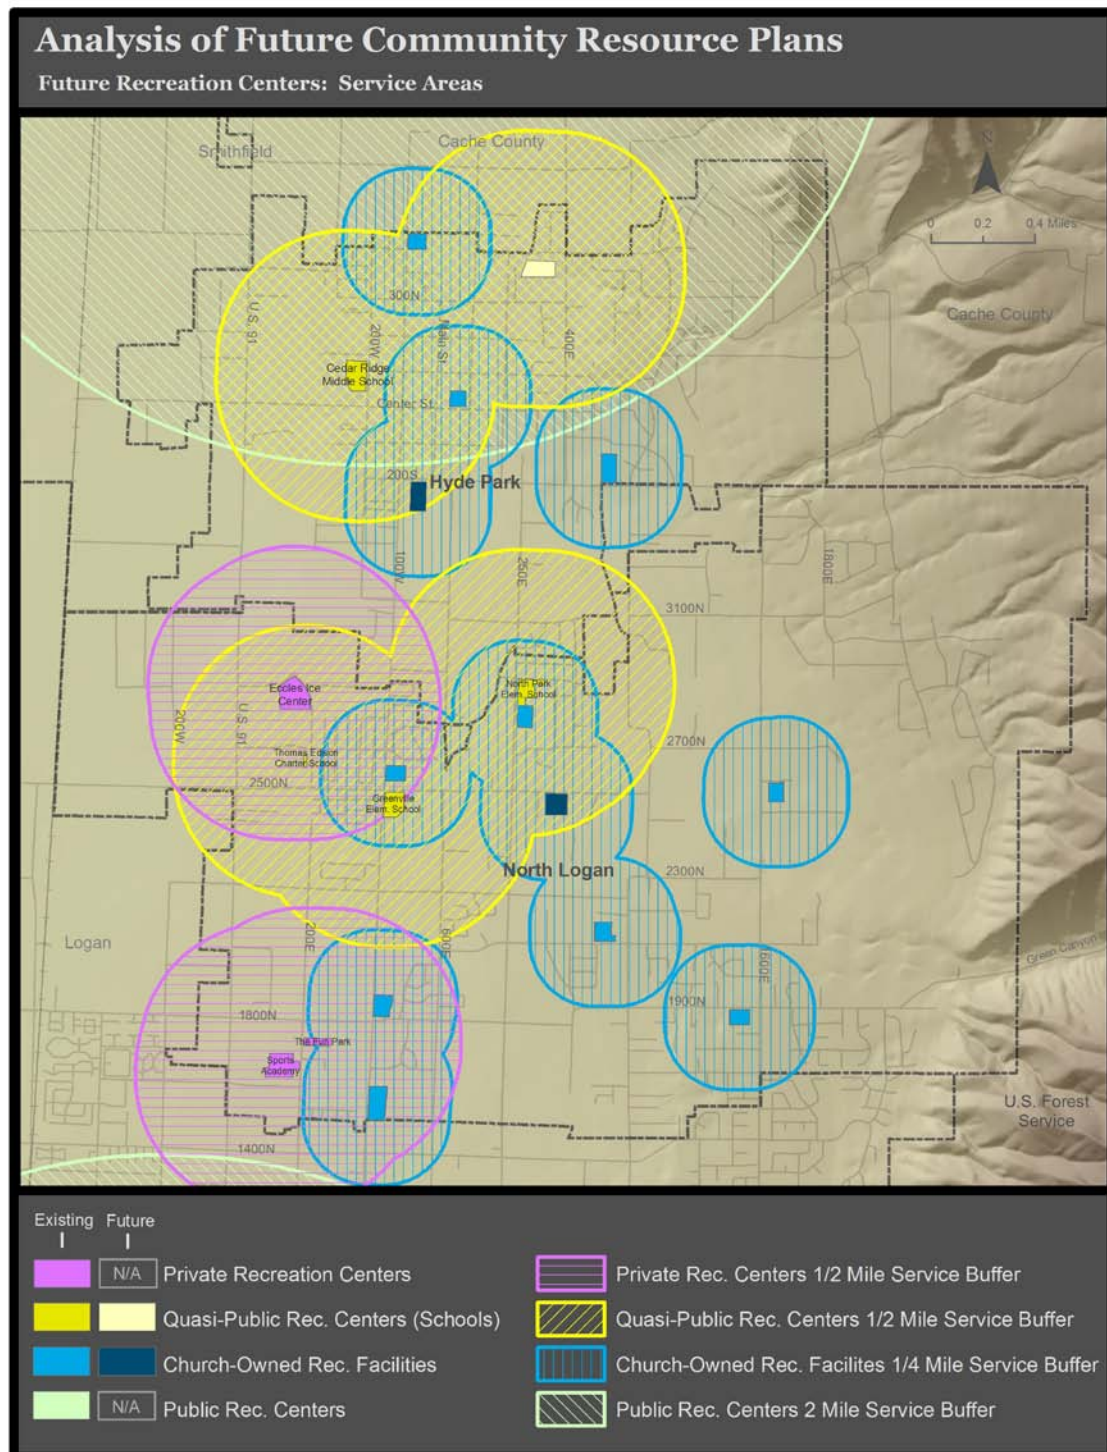 Analysis of Future Community Resource Plans
Future Recreation Centers: Service Areas
Smithfield
Cache County
N
0 0.2 0.4 Miles
Cache County
300N
U.S. 91
200W
Main St.
400E
Cedar Ridge
Middle School
Center St.
200S
Hyde Park
1000W
250E
1800E
3100N
Eccles Ice
Center
North Park
Elem. School
200W
U.S. 91
2700N
Thomas Edison
Charter School
2500N
Greenville
Elem. School
North Logan
2300N
Logan
200E
600E
1600E
Green Canyon
1900N
1800N
The Fun Park
Sports
Academy
U.S. Forest
Service
1400N
Existing Future
N/A Private Recreation Centers
Quasi-Public Rec. Centers (Schools)
Church-Owned Rec. Facilities
N/A Public Rec. Centers
Private Rec. Centers 1/2 Mile Service Buffer
Quasi-Public Rec. Centers 1/2 Mile Service Buffer
Church-Owned Rec. Facilites 1/4 Mile Service Buffer
Public Rec. Centers 2 Mile Service Buffer